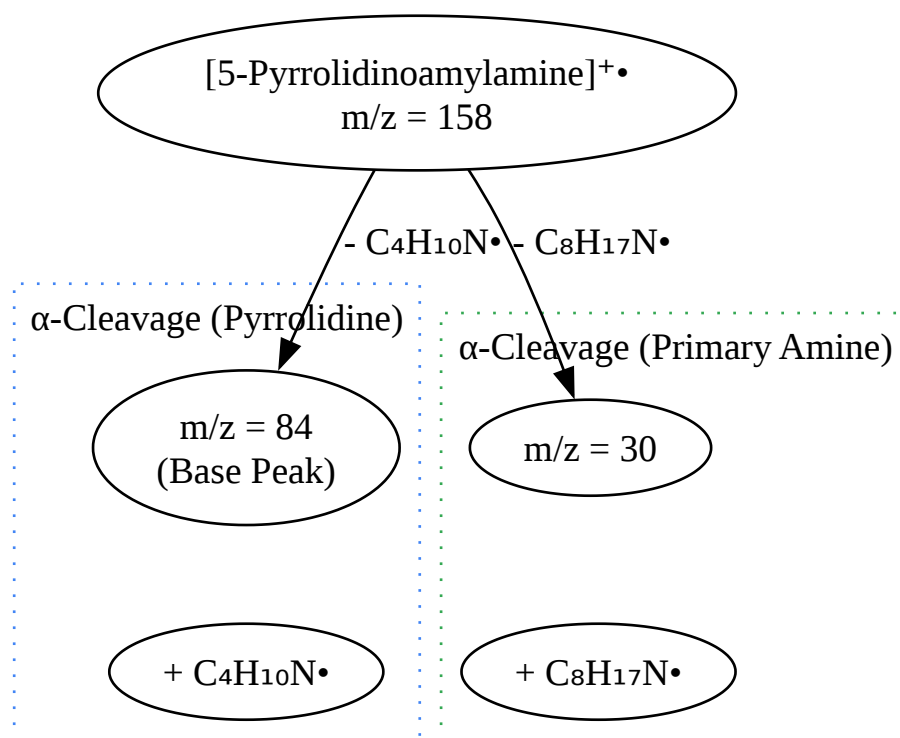 [5-Pyrrolidinoamylamine]⁺•
m/z = 158
- C₄H₁₀N•
- C₈H₁₇N•
α-Cleavage (Pyrrolidine)
α-Cleavage (Primary Amine)
m/z = 84
(Base Peak)
m/z = 30
+ C₄H₁₀N•
+ C₈H₁₇N•